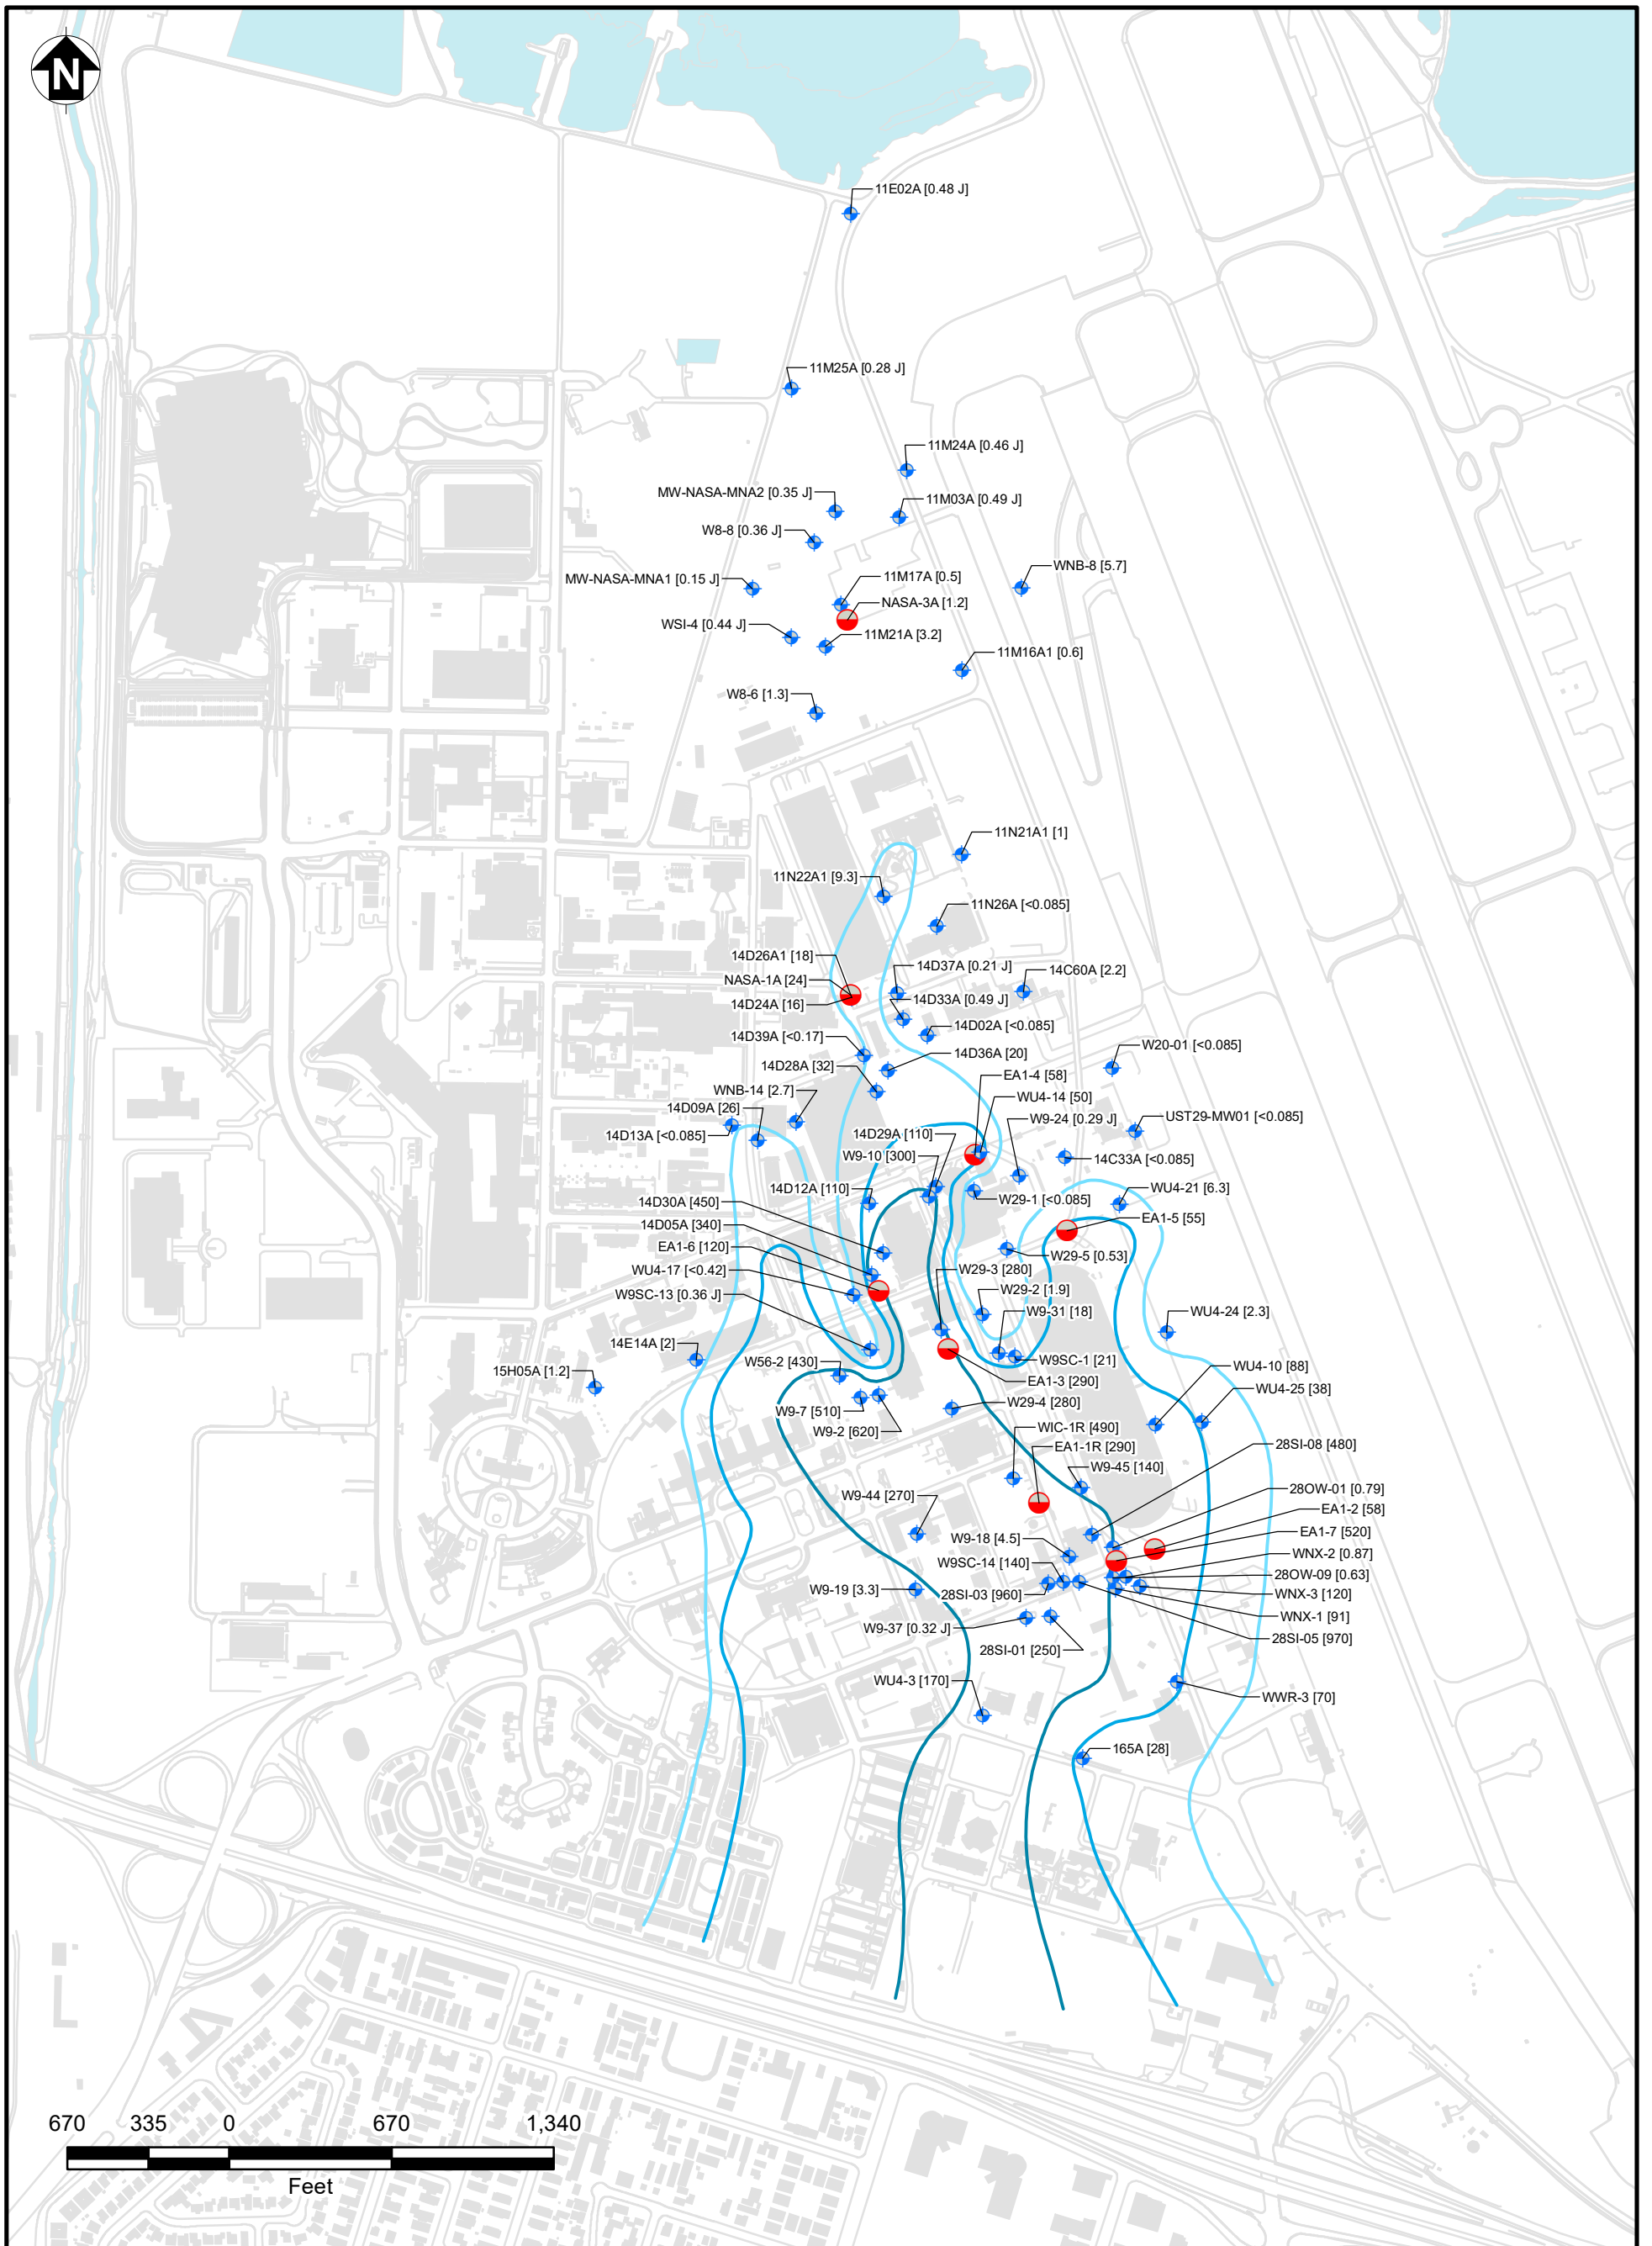 N
11E02A [0.48 J]
11M25A [0.28 J]
11M24A [0.46 J]
MW-NASA-MNA2 [0.35 J]
11M03A [0.49 J]
W8-8 [0.36 J]
WNB-8 [5.7]
MW-NASA-MNA1 [0.15 J]
11M17A [0.5]
NASA-3A [1.2]
WSI-4 [0.44 J]
11M21A [3.2]
11M16A1 [0.6]
W8-6 [1.3]
11N21A1 [1]
11N22A1 [9.3]
11N26A [<0.085]
14D26A1 [18]
14D37A [0.21 J]
14C60A [2.2]
NASA-1A [24]
14D33A [0.49 J]
14D24A [16]
14D02A [<0.085]
14D39A [<0.17]
W20-01 [<0.085]
14D36A [20]
14D28A [32]
EA1-4 [58]
WNB-14 [2.7]
WU4-14 [50]
14D09A [26]
W9-24 [0.29 J]
UST29-MW01 [<0.085]
14D13A [<0.085]
14D29A [110]
W9-10 [300]
14C33A [<0.085]
14D12A [110]
WU4-21 [6.3]
W29-1 [<0.085]
14D30A [450]
EA1-5 [55]
14D05A [340]
EA1-6 [120]
W29-5 [0.53]
WU4-17 [<0.42]
W29-3 [280]
W9SC-13 [0.36 J]
W29-2 [1.9]
W9-31 [18]
WU4-24 [2.3]
14E14A [2]
W9SC-1 [21]
W56-2 [430]
WU4-10 [88]
15H05A [1.2]
EA1-3 [290]
WU4-25 [38]
W9-7 [510]
W29-4 [280]
W9-2 [620]
WIC-1R [490]
28SI-08 [480]
EA1-1R [290]
W9-45 [140]
W9-44 [270]
28OW-01 [0.79]
EA1-2 [58]
W9-18 [4.5]
EA1-7 [520]
WNX-2 [0.87]
W9SC-14 [140]
28OW-09 [0.63]
W9-19 [3.3]
28SI-03 [960]
WNX-3 [120]
WNX-1 [91]
W9-37 [0.32 J]
28SI-05 [970]
28SI-01 [250]
WU4-3 [170]
WWR-3 [70]
165A [28]
670 335 0 670 1,340
Feet